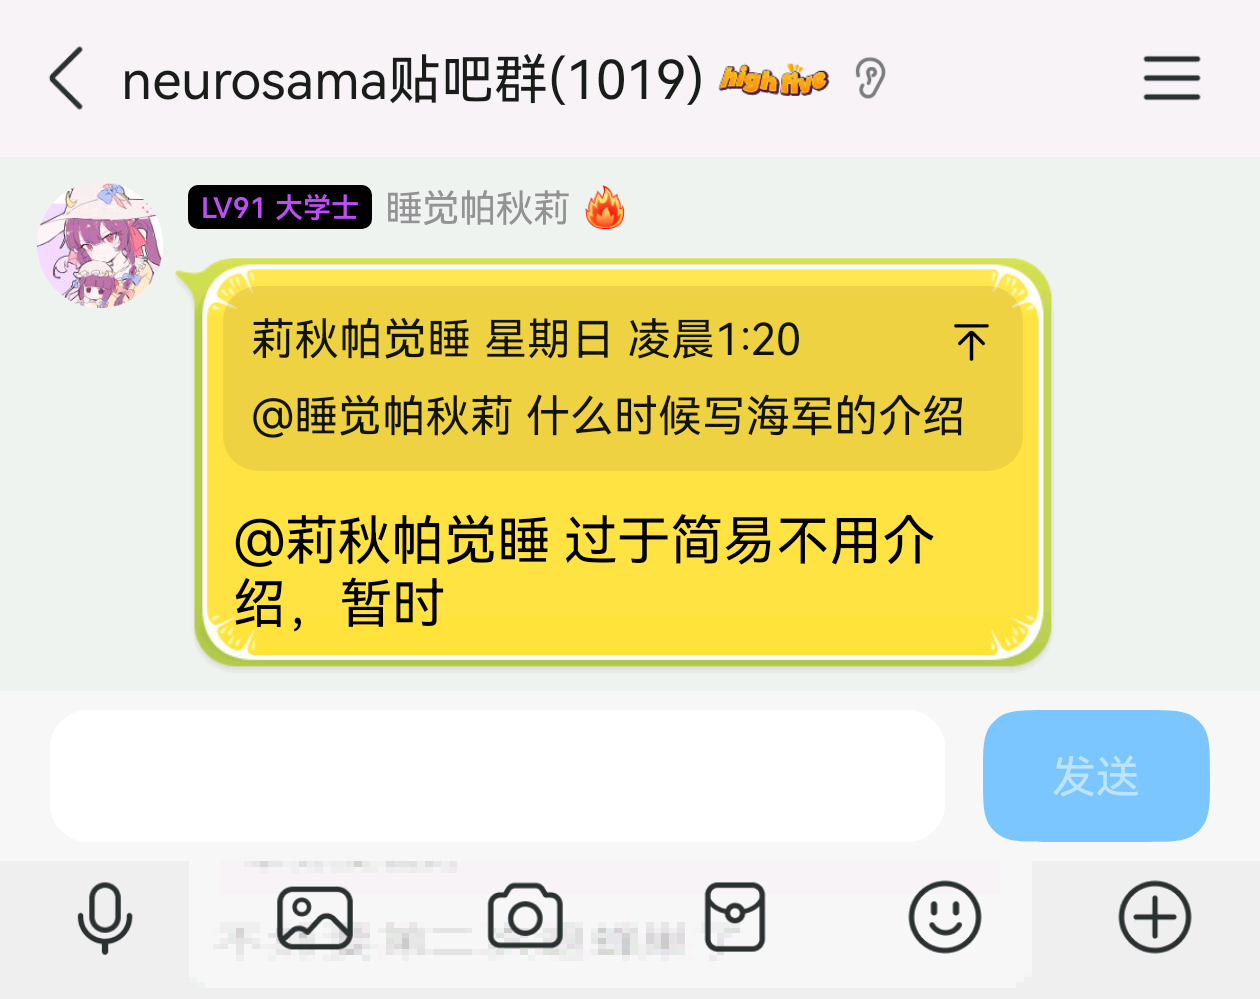 neurosama贴吧群(1019) high five
LV91 大学士 睡觉帕秋莉
莉秋帕觉睡 星期日 凌晨1:20
@睡觉帕秋莉 什么时候写海军的介绍
@莉秋帕觉睡 过于简易不用介
绍，暂时
发送